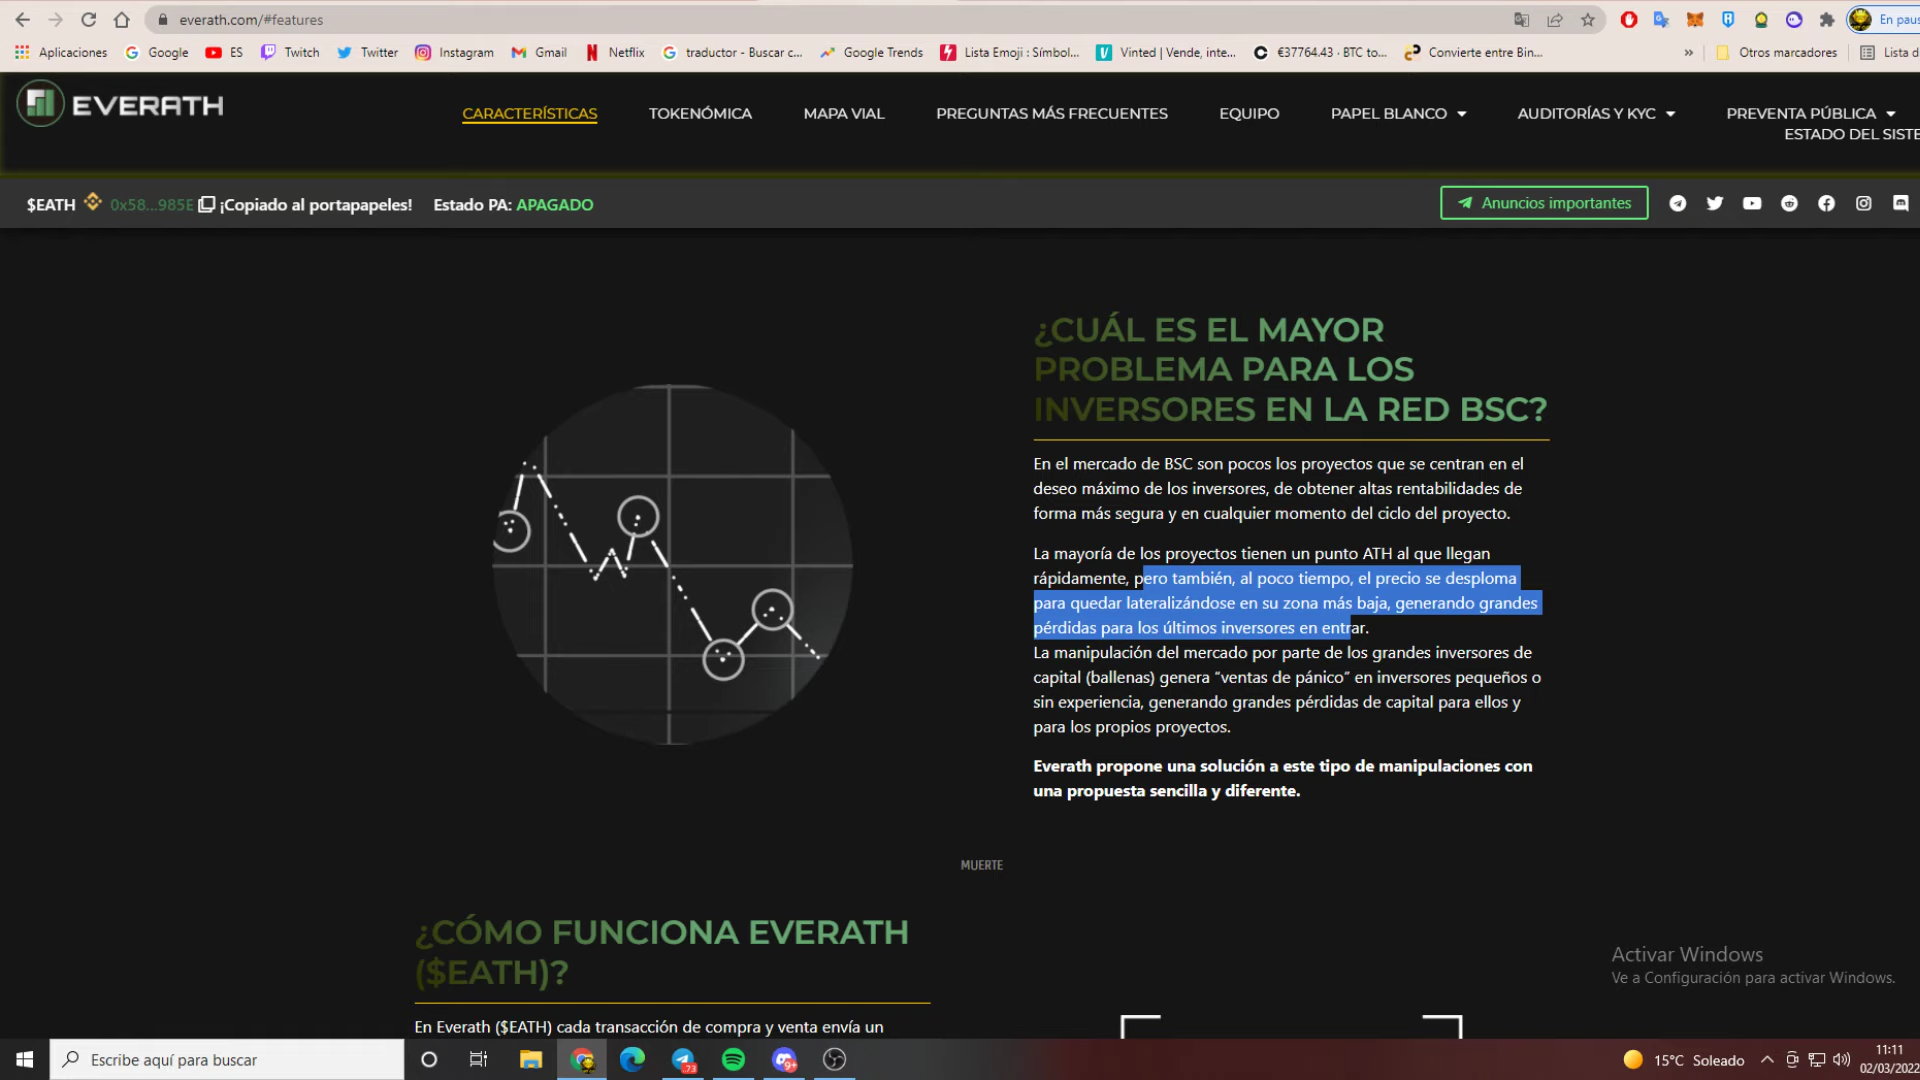 everath.com/#features
En paus
Aplicaciones
Google
ES
Twitch
Twitter
Instagram
Gmail
Netflix
traductor - Buscar c...
Google Trends
Lista Emoji : Símbol...
Vinted | Vende, inte...
€37764.43 · BTC to...
Convierte entre Bin...
»
Otros marcadores
Lista d
EVERATH
CARACTERÍSTICAS
TOKENÓMICA
MAPA VIAL
PREGUNTAS MÁS FRECUENTES
EQUIPO
PAPEL BLANCO
AUDITORÍAS Y KYC
PREVENTA PÚBLICA
ESTADO DEL SISTE
$EATH
0x58...985E
¡Copiado al portapapeles!
Estado PA: APAGADO
Anuncios importantes
¿CUÁL ES EL MAYOR
PROBLEMA PARA LOS
INVERSORES EN LA RED BSC?
En el mercado de BSC son pocos los proyectos que se centran en el
deseo máximo de los inversores, de obtener altas rentabilidades de
forma más segura y en cualquier momento del ciclo del proyecto.
La mayoría de los proyectos tienen un punto ATH al que llegan
rápidamente, pero también, al poco tiempo, el precio se desploma
para quedar lateralizándose en su zona más baja, generando grandes
pérdidas para los últimos inversores en entrar.
La manipulación del mercado por parte de los grandes inversores de
capital (ballenas) genera “ventas de pánico” en inversores pequeños o
sin experiencia, generando grandes pérdidas de capital para ellos y
para los propios proyectos.
Everath propone una solución a este tipo de manipulaciones con
una propuesta sencilla y diferente.
MUERTE
¿CÓMO FUNCIONA EVERATH
($EATH)?
En Everath ($EATH) cada transacción de compra y venta envía un
Activar Windows
Ve a Configuración para activar Windows.
Escribe aquí para buscar
73
9+
15°C Soleado
11:11
02/03/2022